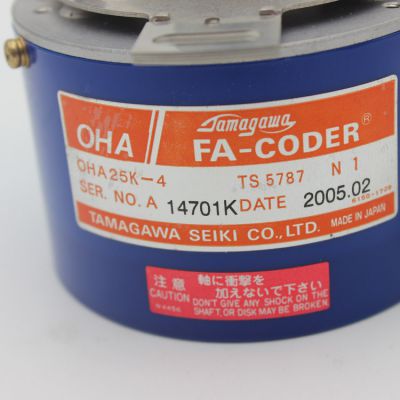 OHA Tamagawa
FA-CODER®
OHA25K-4 TS 5787 N 1
SER. NO. A 14701K DATE 2005.02
TAMAGAWA SEIKI CO.,LTD. MADE IN JAPAN
注意 軸に衝撃を
加えないで下さい
CAUTION DON'T GIVE ANY SHOCK ON THE
SHAFT, OR DISK MAY BE BROKEN